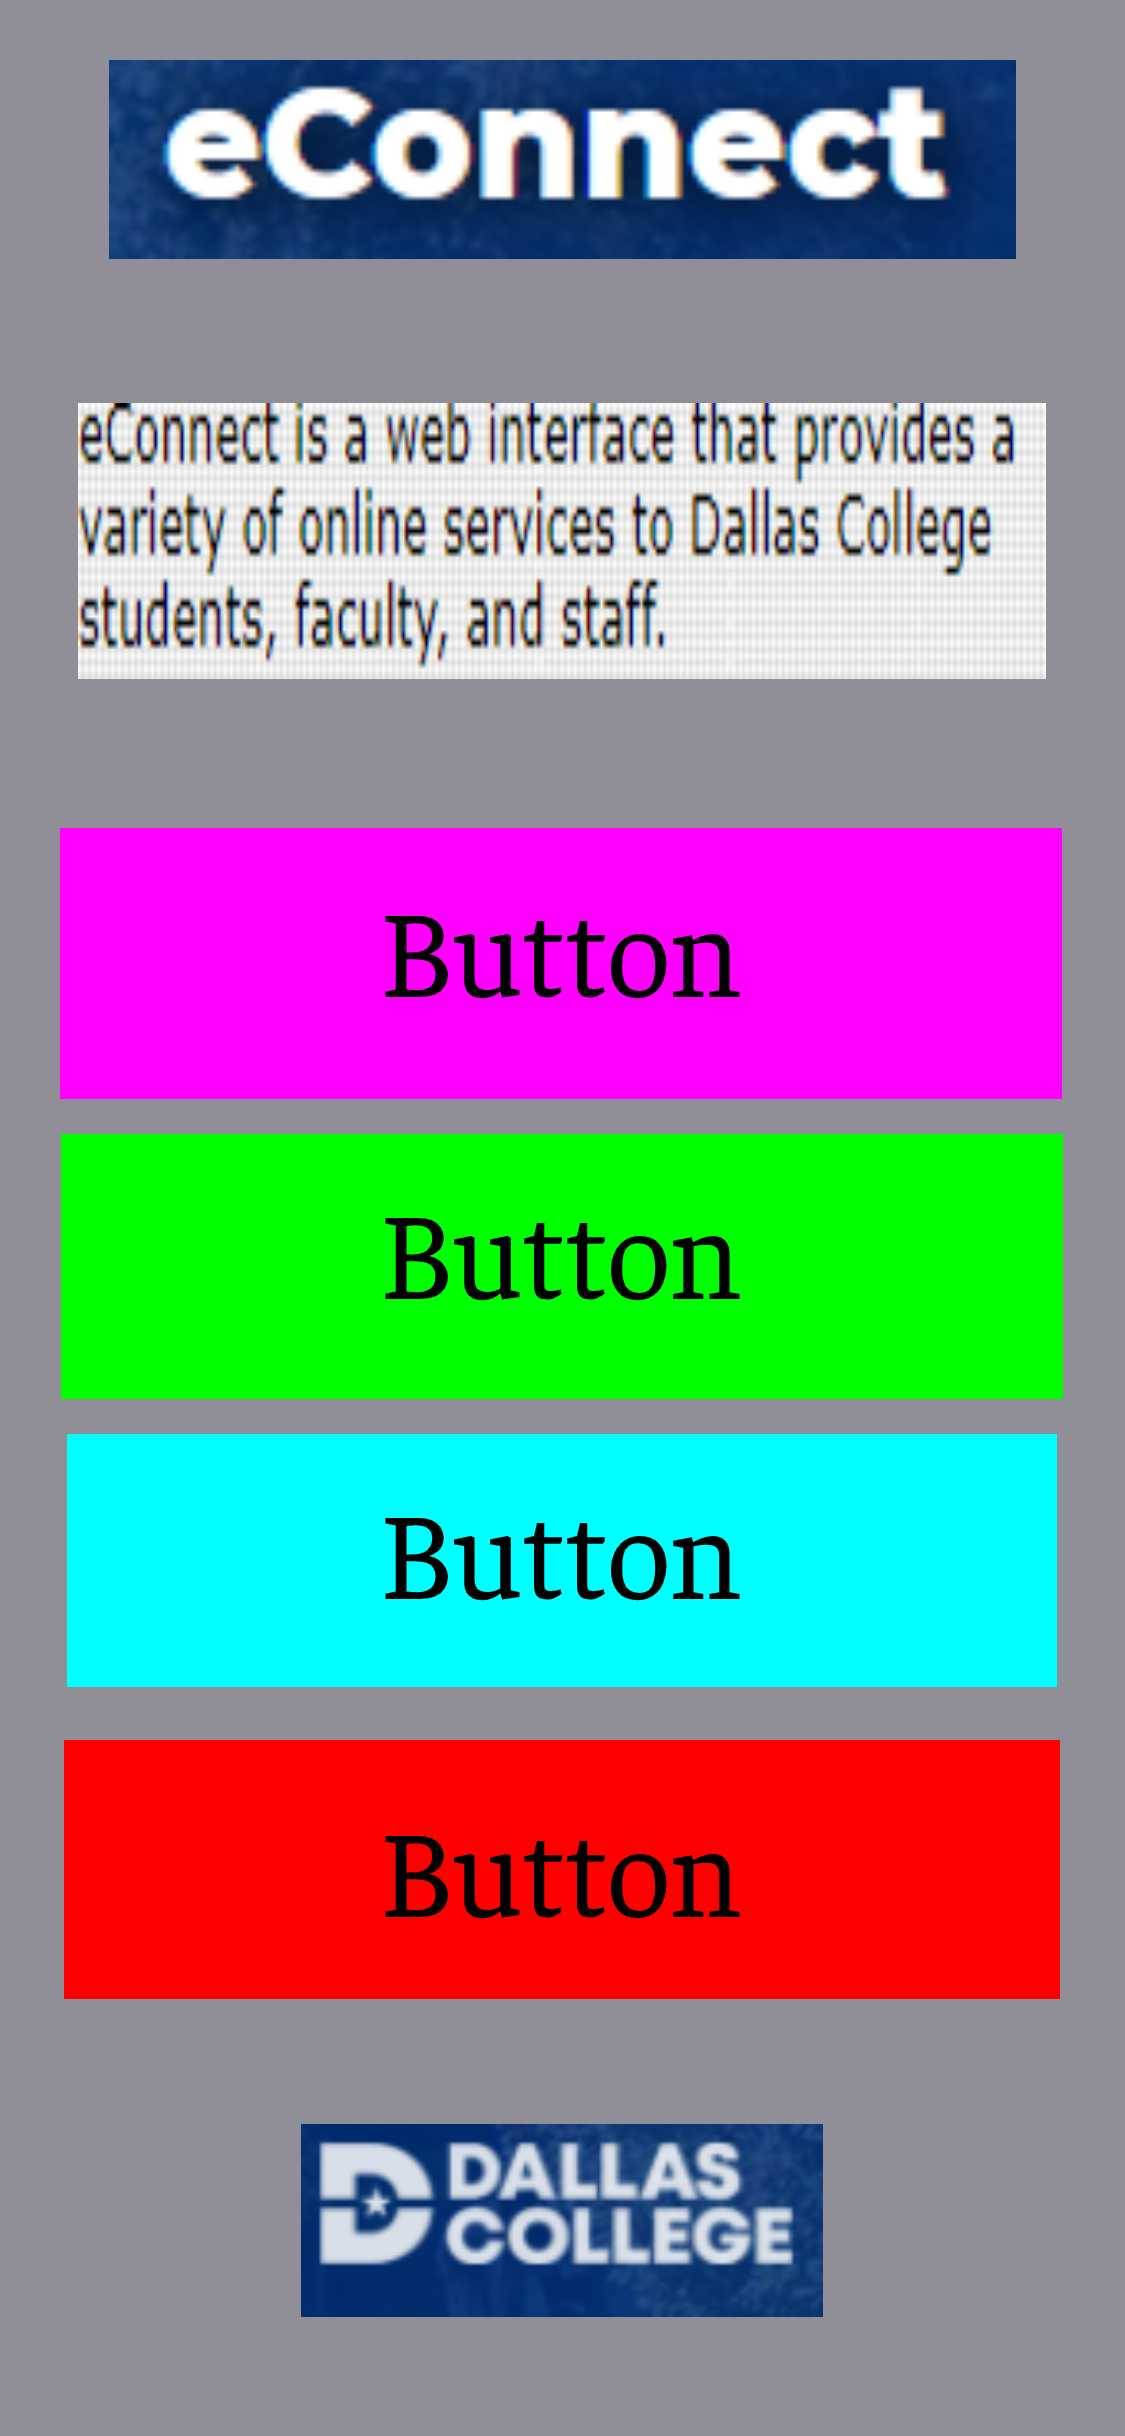 eConnect
eConnect is a web interface that provides a
variety of online services to Dallas College
students, faculty, and staff.
Button
Button
Button
Button
DALLAS
COLLEGE